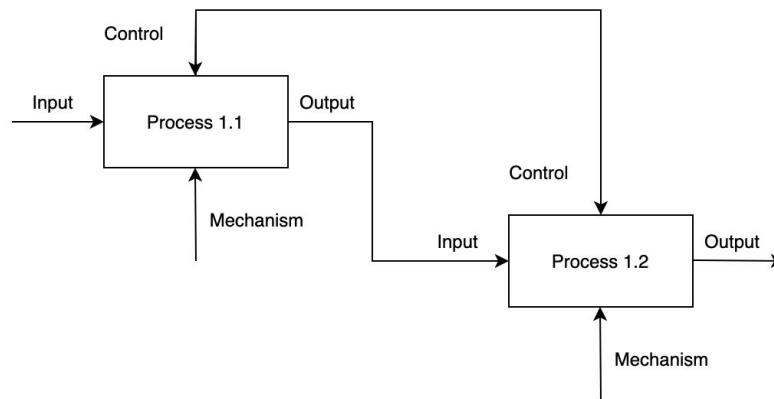 Control
Input
Process 1.1
Output
Mechanism
Control
Input
Process 1.2
Output
Mechanism